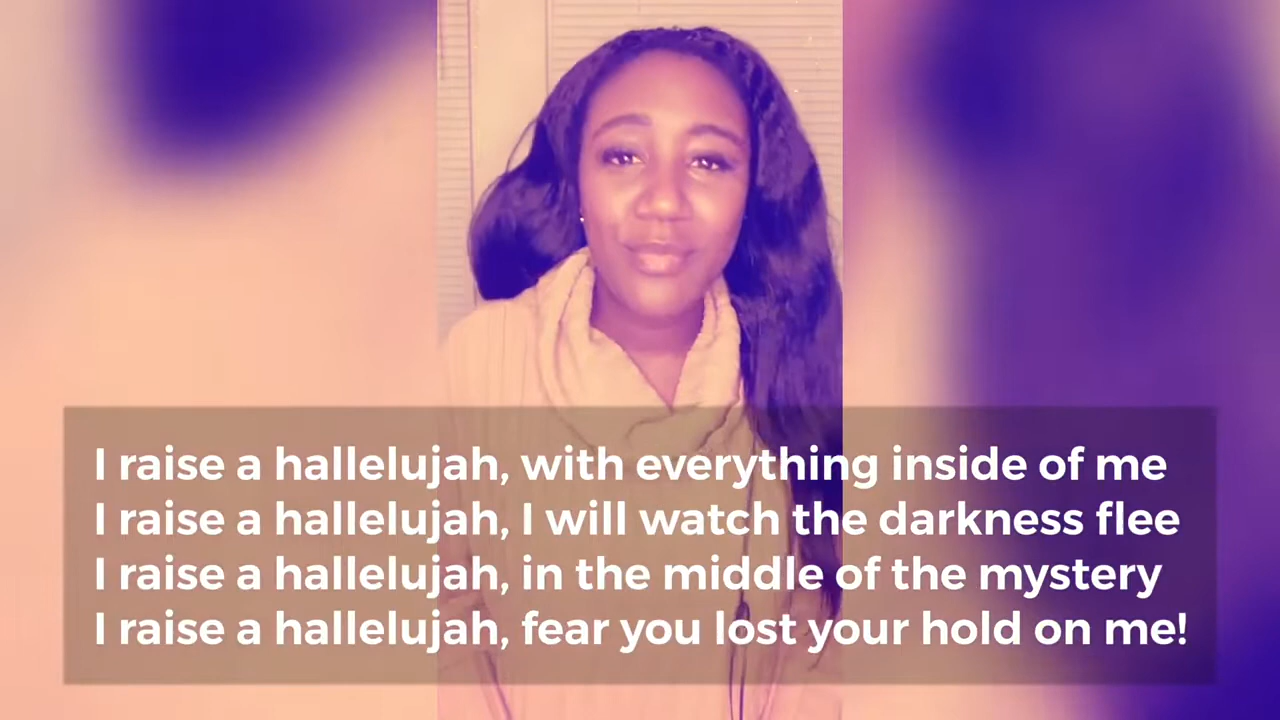 I raise a hallelujah, with everything inside of me
I raise a hallelujah, I will watch the darkness flee
I raise a hallelujah, in the middle of the mystery
I raise a hallelujah, fear you lost your hold on me!